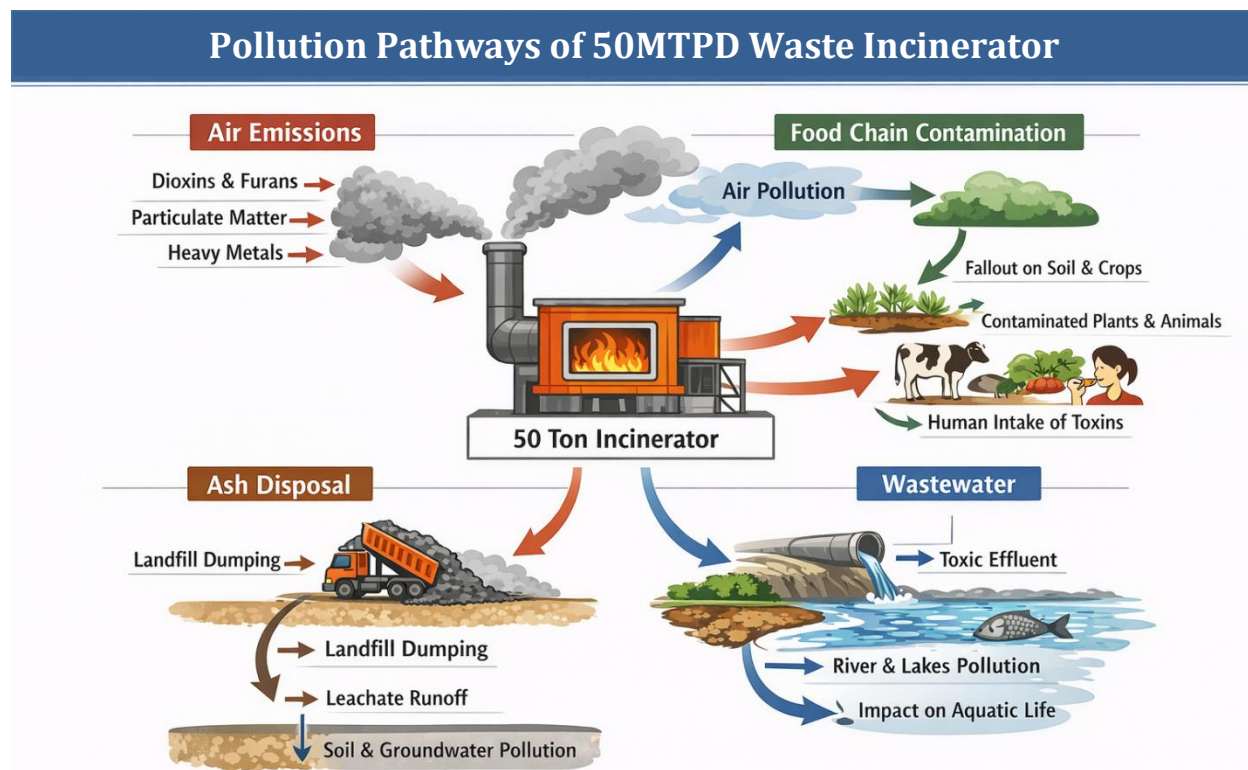 Pollution Pathways of 50MTPD Waste Incinerator
Air Emissions
Dioxins & Furans
Particulate Matter
Heavy Metals
Food Chain Contamination
Air Pollution
Fallout on Soil & Crops
Contaminated Plants & Animals
Human Intake of Toxins
50 Ton Incinerator
Ash Disposal
Landfill Dumping
Landfill Dumping
Leachate Runoff
Soil & Groundwater Pollution
Wastewater
Toxic Effluent
River & Lakes Pollution
Impact on Aquatic Life